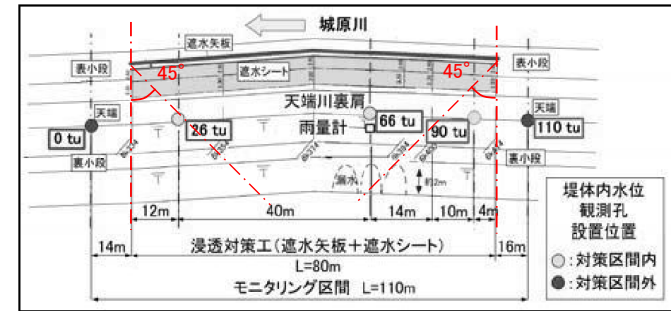 城原川
遮水矢板
表小段
45°
遮水シート
45°
表小段
天端川裏肩
天端
天端
雨量計
0 tu
36 tu
66 tu
90 tu
110 tu
裏小段
漏水
約2m
裏小段
12m
40m
14m
10m
4m
14m
浸透対策工(遮水矢板+遮水シート)
16m
L=80m
モニタリング区間 L=110m
堤体内水位
観測孔
設置位置
:対策区間内
:対策区間外